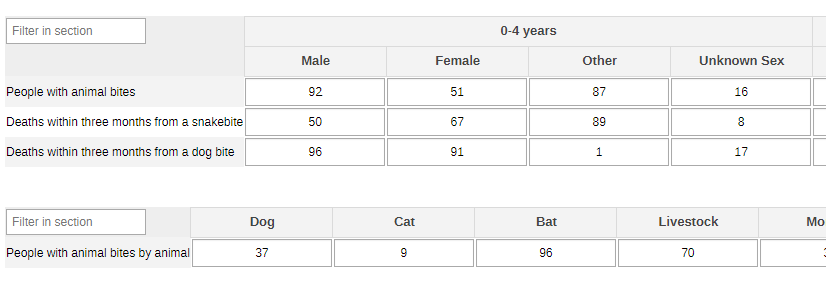 Filter in section 0-4 years
Male Female Other Unknown Sex
People with animal bites 92 51 87 16
Deaths within three months from a snakebite 50 67 89 8
Deaths within three months from a dog bite 96 91 1 17
Filter in section Dog Cat Bat Livestock Mo
People with animal bites by animal 37 9 96 70